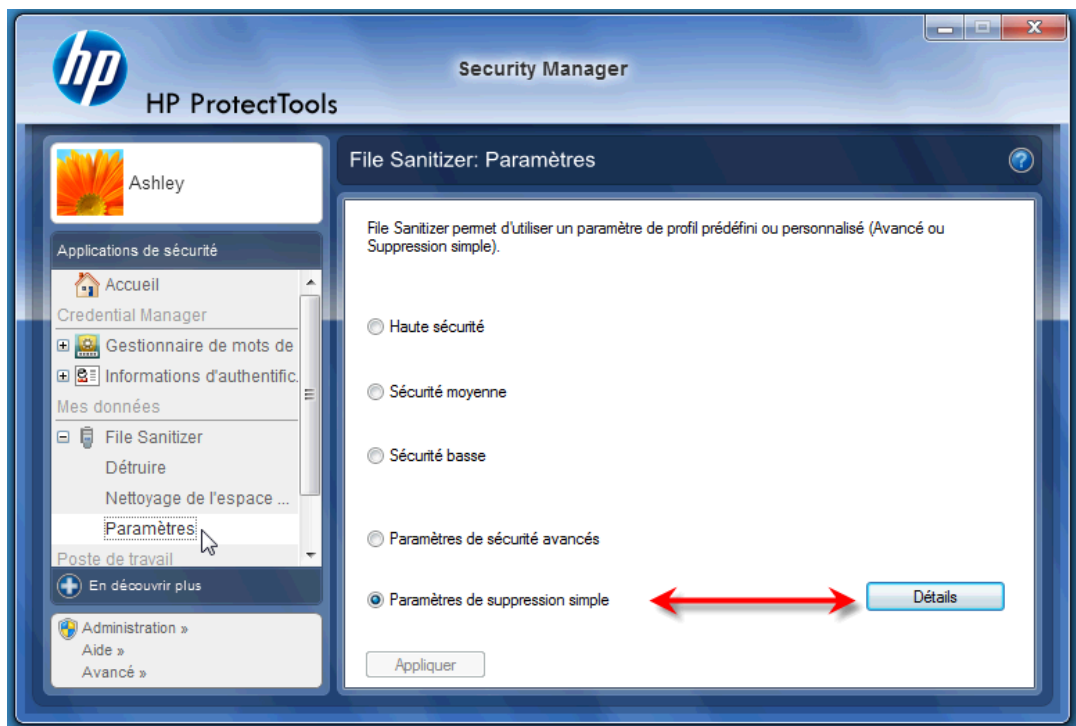 Security Manager
hp
HP ProtectTools
Ashley
Applications de sécurité
Accueil
Credential Manager
Gestionnaire de mots de
Informations d'authentific.
Mes données
File Sanitizer
Détruire
Nettoyage de l'espace ...
Paramètres
Poste de travail
En découvrir plus
Administration »
Aide »
Avancé »
File Sanitizer: Paramètres
?
File Sanitizer permet d'utiliser un paramètre de profil prédéfini ou personnalisé (Avancé ou
Suppression simple).
Haute sécurité
Sécurité moyenne
Sécurité basse
Paramètres de sécurité avancés
Paramètres de suppression simple
Détails
Appliquer